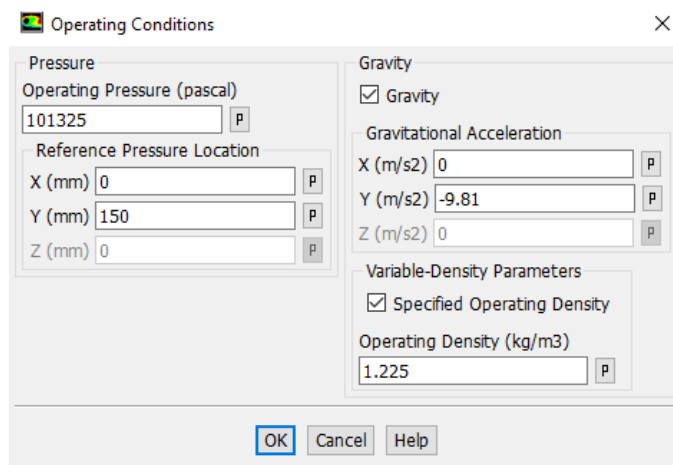 Operating Conditions
Pressure
Operating Pressure (pascal)
101325 P
Reference Pressure Location
X (mm) 0 P
Y (mm) 150 P
Z (mm) 0 P
Gravity
Gravity
Gravitational Acceleration
X (m/s2) 0 P
Y (m/s2) -9.81 P
Z (m/s2) 0 P
Variable-Density Parameters
Specified Operating Density
Operating Density (kg/m3)
1.225 P
OK Cancel Help